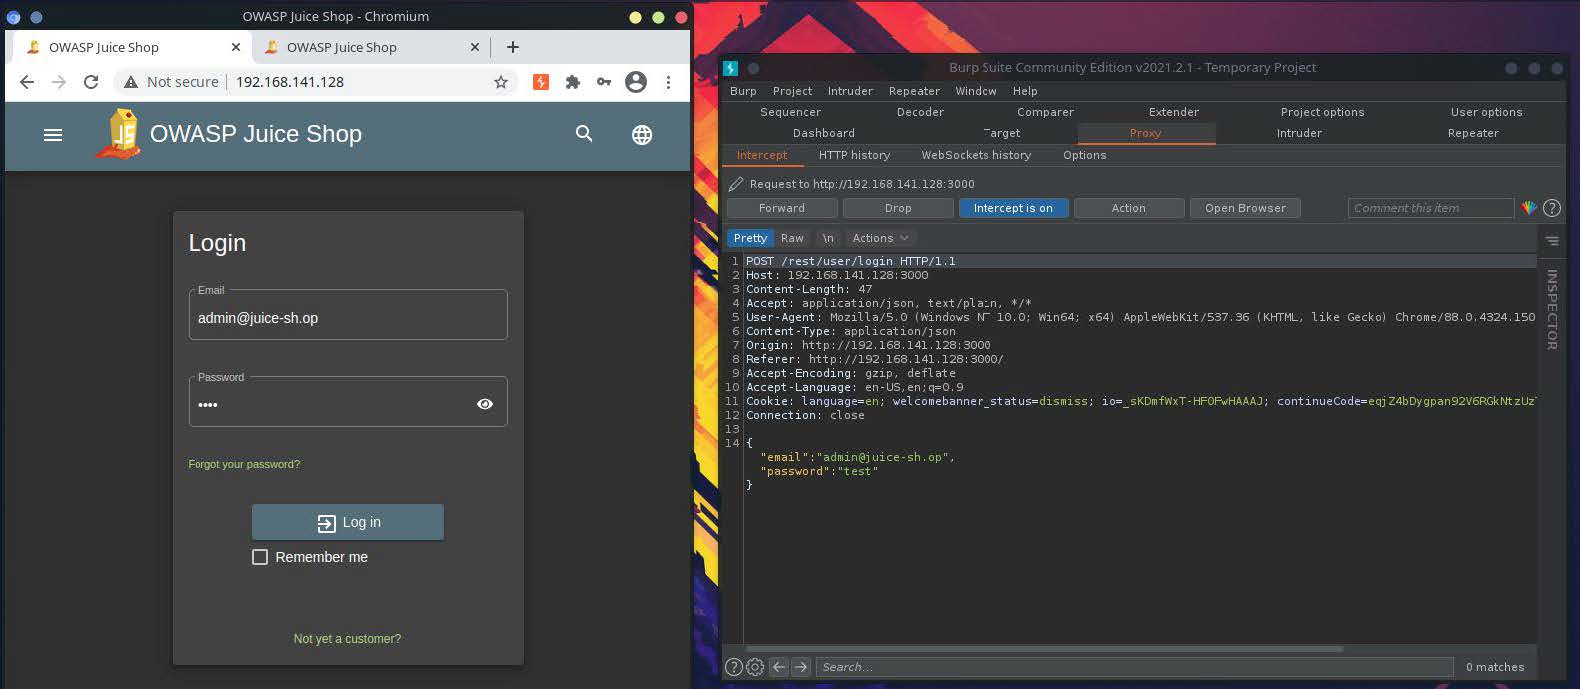 OWASP Juice Shop - Chromium
OWASP Juice Shop
OWASP Juice Shop
Not secure 192.168.141.128
JS
OWASP Juice Shop
Login
Email
admin@juice-sh.op
Password
Forgot your password?
Log in
Remember me
Not yet a customer?
Burp Suite Community Edition v2021.2.1 - Temporary Project
Burp Project Intruder Repeater Window Help
Sequencer Decoder Comparer Extender Project options User options
Dashboard Target Proxy Intruder Repeater
Intercept HTTP history WebSockets history Options
Request to http://192.168.141.128:3000
Forward Drop Intercept is on Action Open Browser Comment this item
Pretty Raw \n Actions
INSPECTOR
1 POST /rest/user/login HTTP/1.1
2 Host: 192.168.141.128:3000
3 Content-Length: 47
4 Accept: application/json, text/plain, */*
5 User-Agent: Mozilla/5.0 (Windows NT 10.0; Win64; x64) AppleWebKit/537.36 (KHTML, like Gecko) Chrome/88.0.4324.150
6 Content-Type: application/json
7 Origin: http://192.168.141.128:3000
8 Referer: http://192.168.141.128:3000/
9 Accept-Encoding: gzip, deflate
10 Accept-Language: en-US,en;q=0.9
11 Cookie: language=en; welcomebanner_status=dismiss;
12 Connection: close
13
14 {
"email":"admin@juice-sh.op",
"password":"test"
}
Search... 0 matches